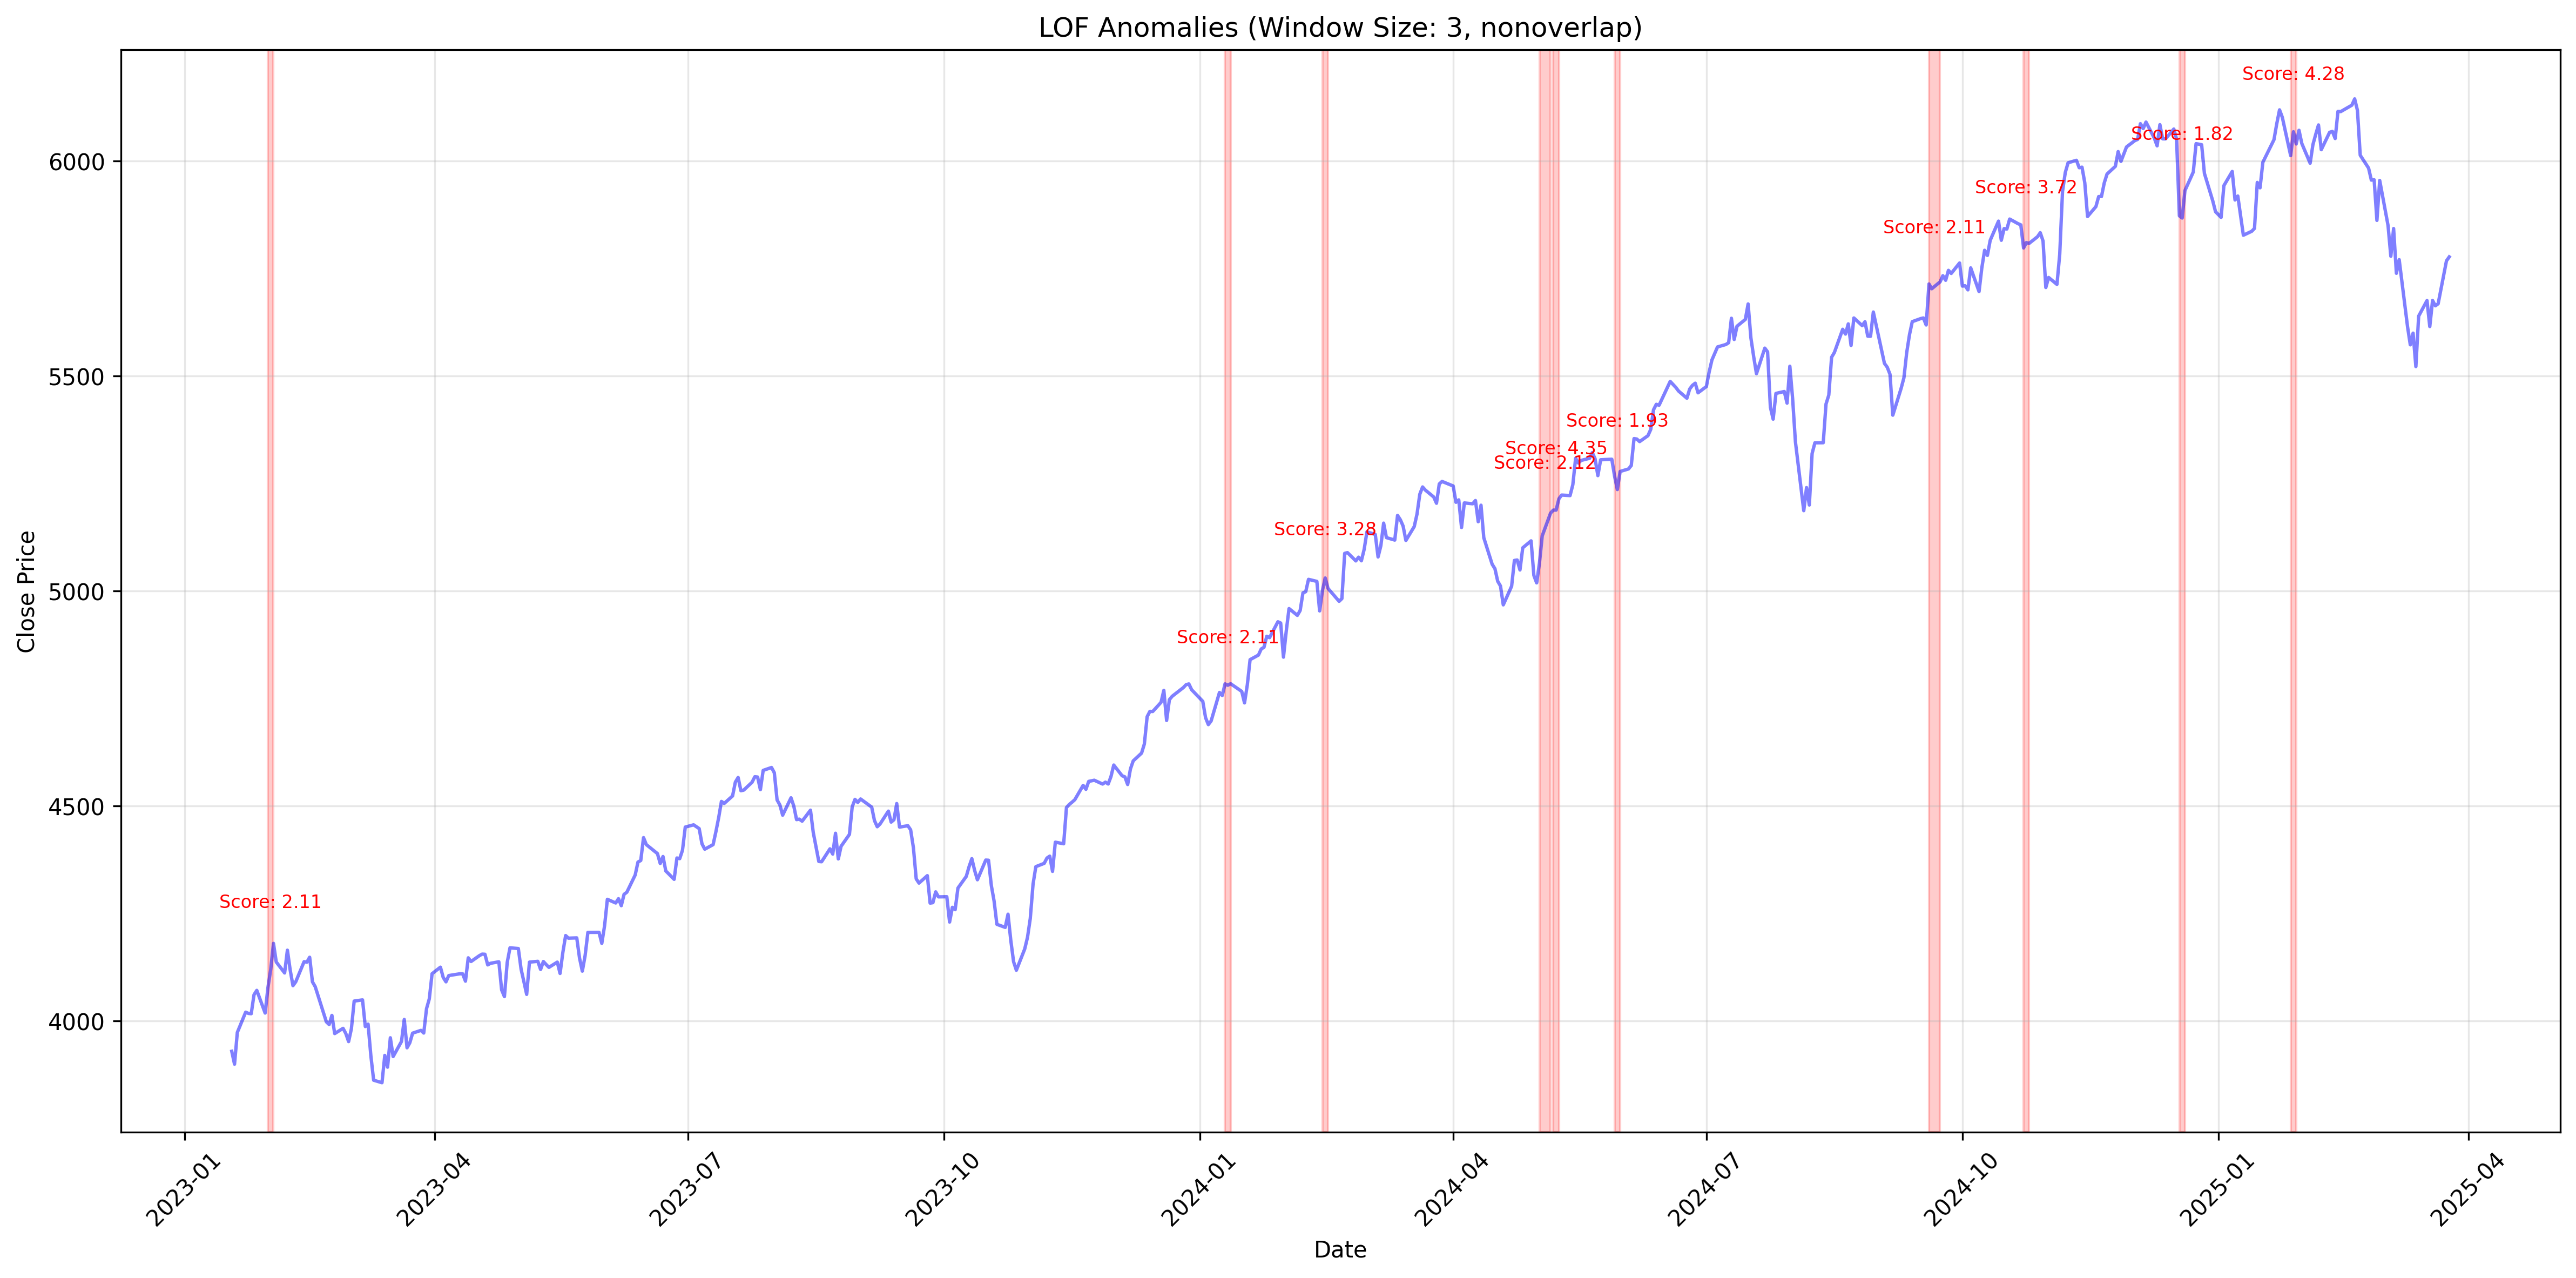 LOF Anomalies (Window Size: 3, nonoverlap)
Score: 4.28
Score: 1.82
6000
Score: 3.72
Score: 2.11
5500
Score: 1.93
Score: 4.35
Score: 2.12
Score: 3.28
5000
Score: 2.11
4500
Score: 2.11
4000
Close Price
2023-01
2023-04
2023-07
2023-10
2024-01
2024-04
2024-07
2024-10
2025-01
2025-04
Date